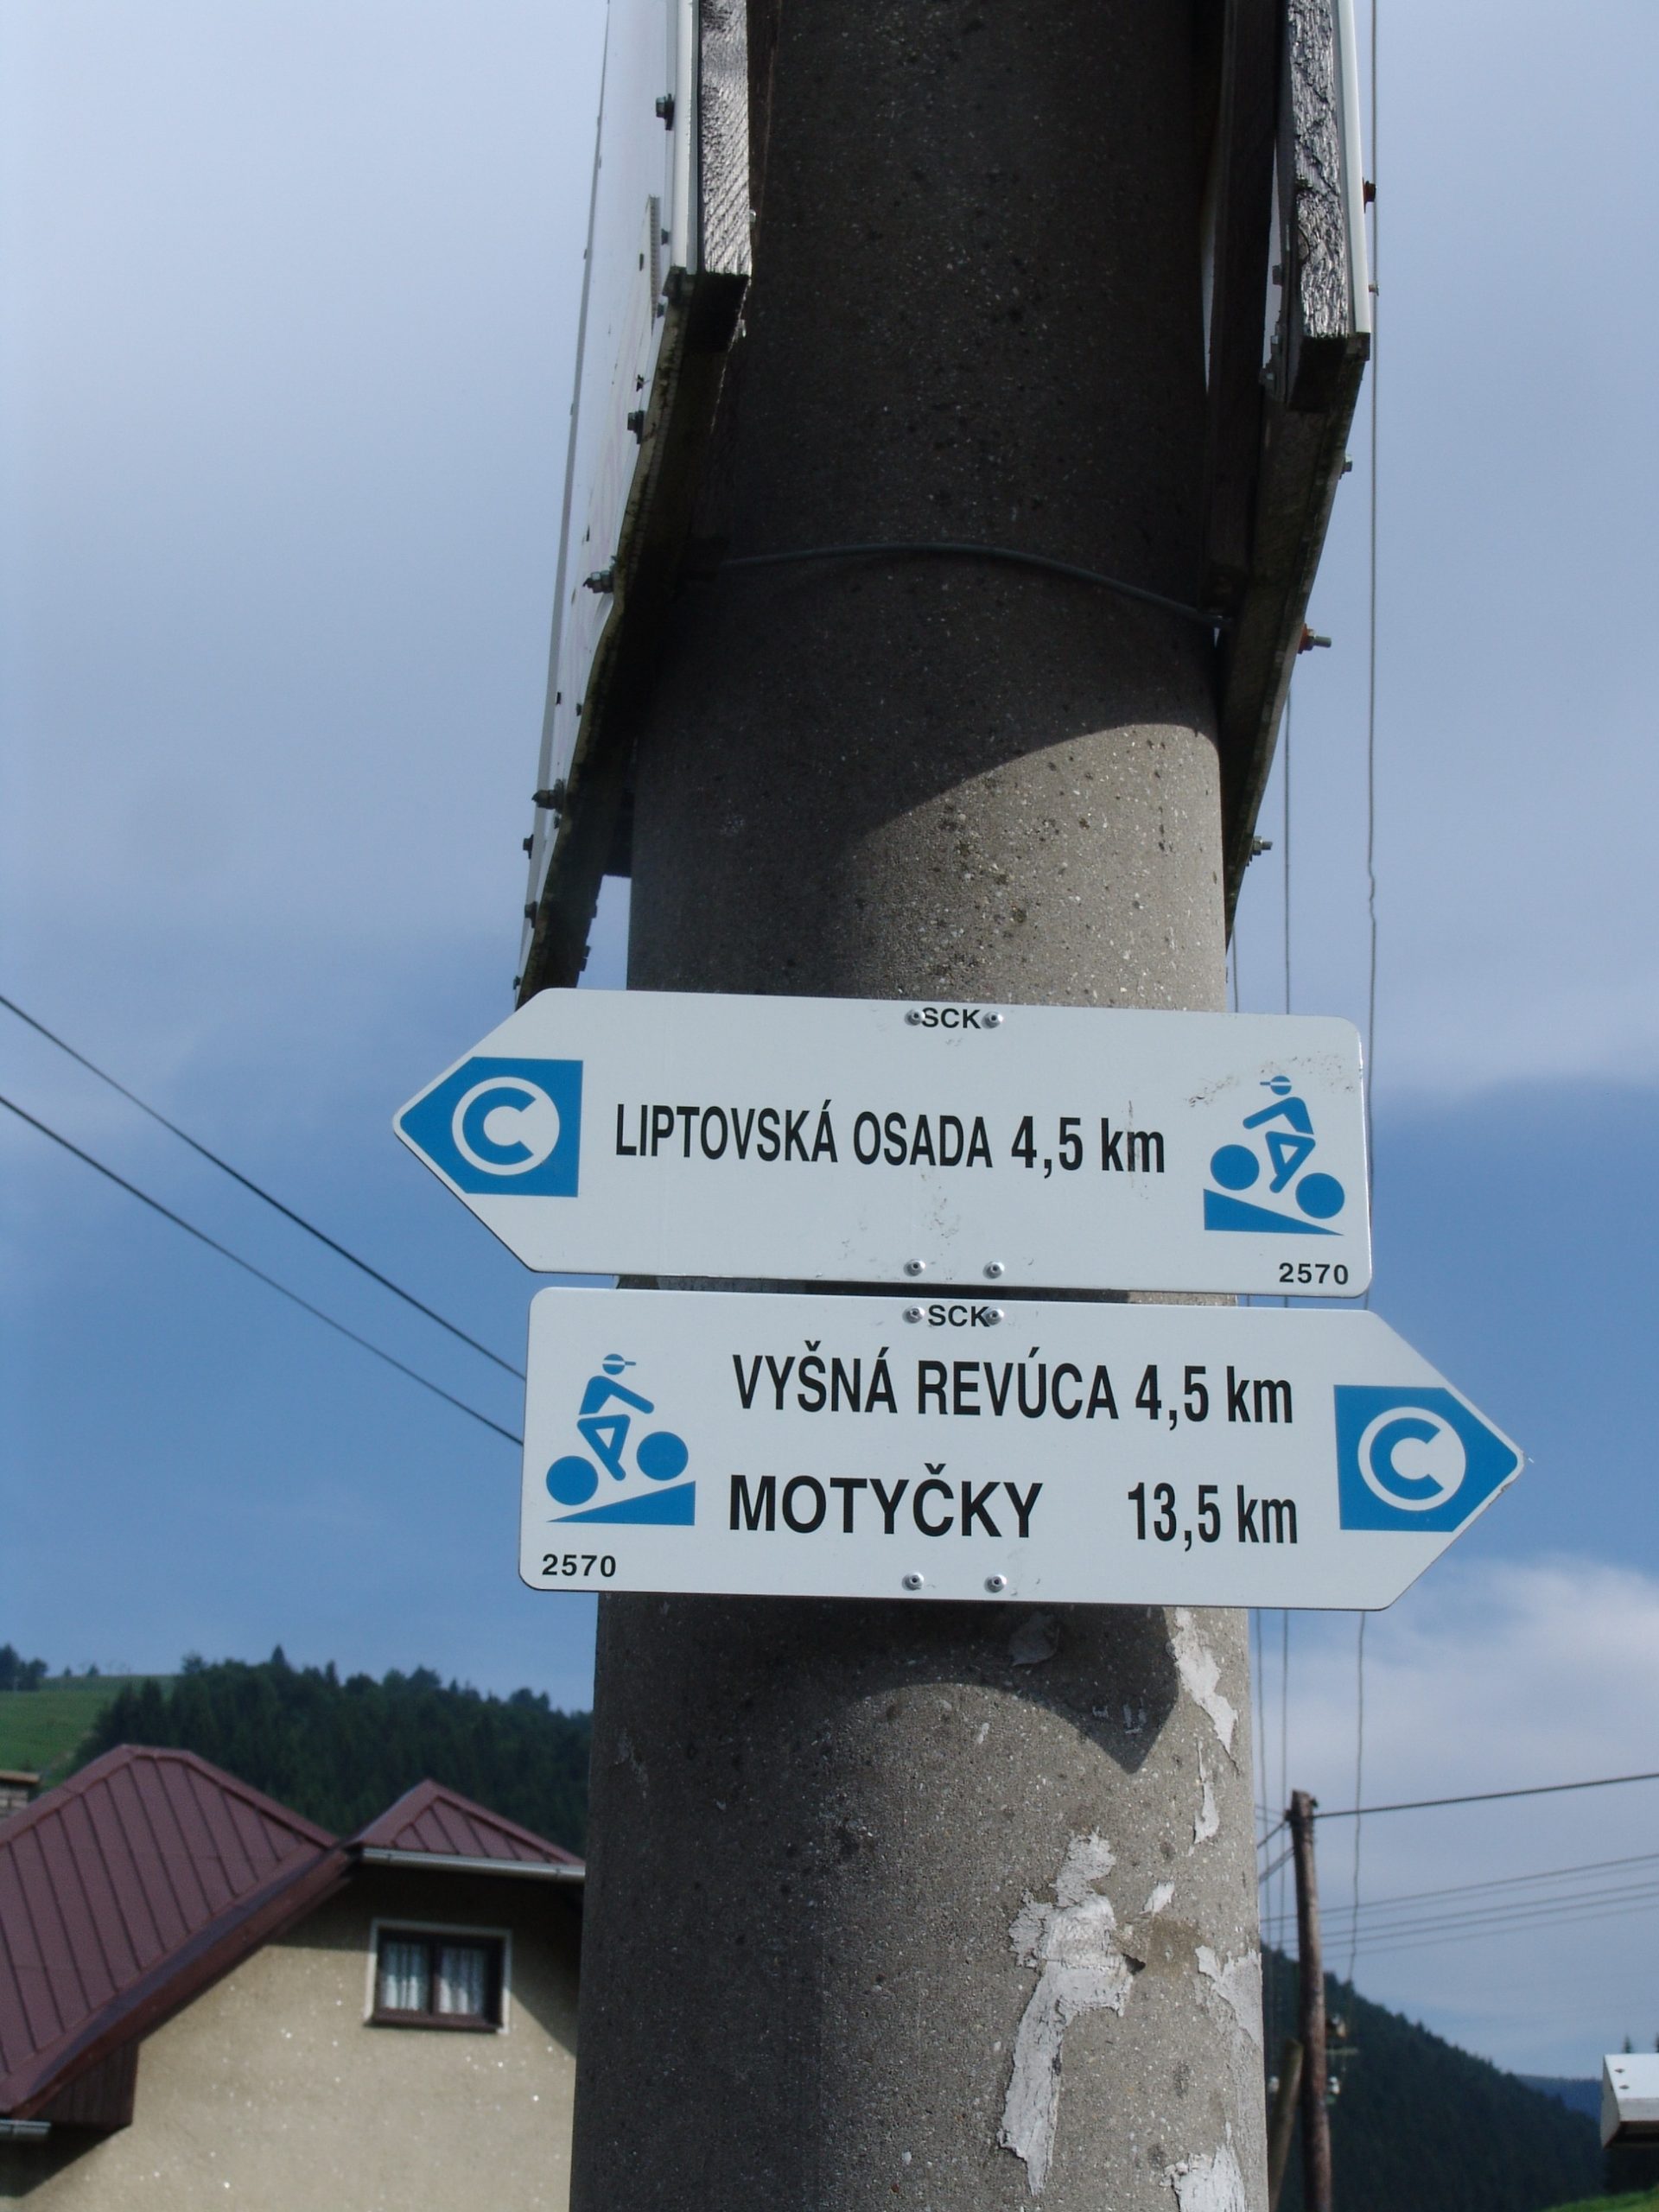 SCK
C
LIPTOVSKÁ OSADA 4,5 km
2570
SCK
VYŠNÁ REVÚCA 4,5 km
MOTYČKY 13,5 km
C
2570